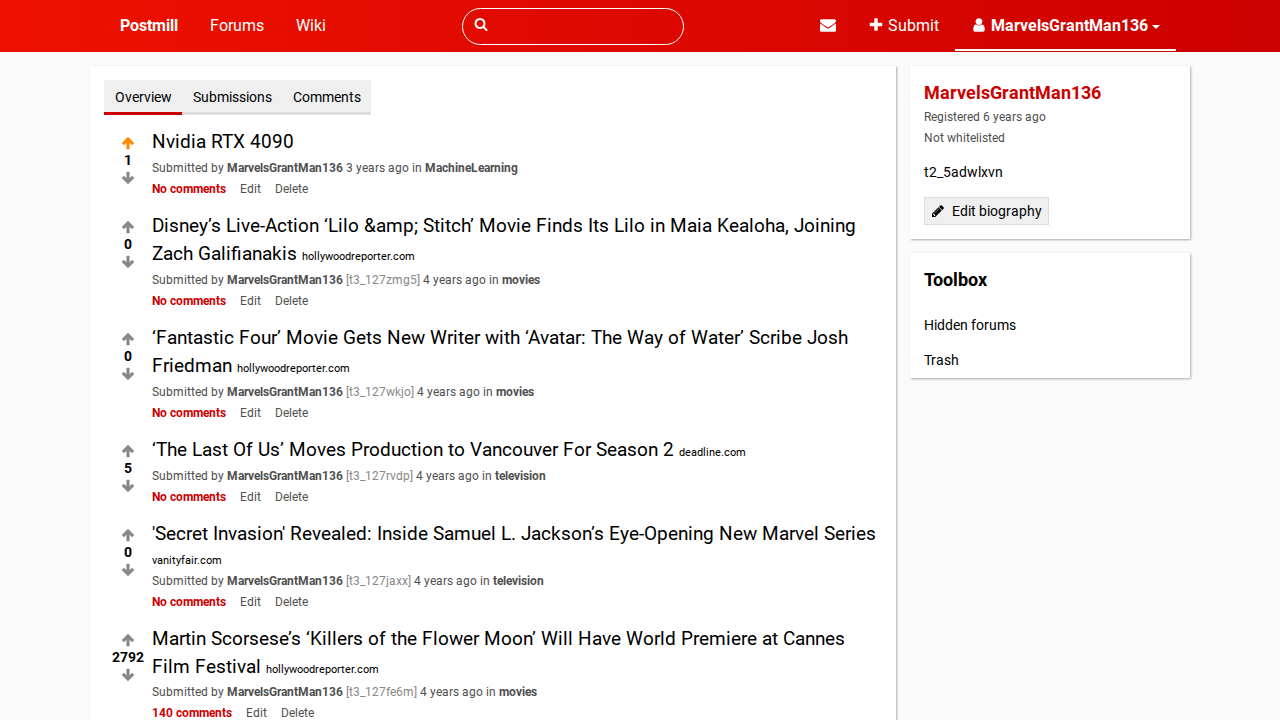 Postmill Forums Wiki Submit MarvelsGrantMan136
Overview Submissions Comments
Nvidia RTX 4090
1
Submitted by MarvelsGrantMan136 3 years ago in MachineLearning
No comments Edit Delete
Disney’s Live-Action ‘Lilo &amp; Stitch’ Movie Finds Its Lilo in Maia Kealoha, Joining
0
Zach Galifianakis hollywoodreporter.com
Submitted by MarvelsGrantMan136 [t3_127zmg5] 4 years ago in movies
No comments Edit Delete
‘Fantastic Four’ Movie Gets New Writer with ‘Avatar: The Way of Water’ Scribe Josh
0
Friedman hollywoodreporter.com
Submitted by MarvelsGrantMan136 [t3_127wkjo] 4 years ago in movies
No comments Edit Delete
‘The Last Of Us’ Moves Production to Vancouver For Season 2 deadline.com
5
Submitted by MarvelsGrantMan136 [t3_127rvdp] 4 years ago in television
No comments Edit Delete
'Secret Invasion' Revealed: Inside Samuel L. Jackson’s Eye-Opening New Marvel Series
0
vanityfair.com
Submitted by MarvelsGrantMan136 [t3_127jaxx] 4 years ago in television
No comments Edit Delete
Martin Scorsese’s ‘Killers of the Flower Moon’ Will Have World Premiere at Cannes
2792
Film Festival hollywoodreporter.com
Submitted by MarvelsGrantMan136 [t3_127fe6m] 4 years ago in movies
140 comments Edit Delete
MarvelsGrantMan136
Registered 6 years ago
Not whitelisted
t2_5adwlxvn
Edit biography
Toolbox
Hidden forums
Trash